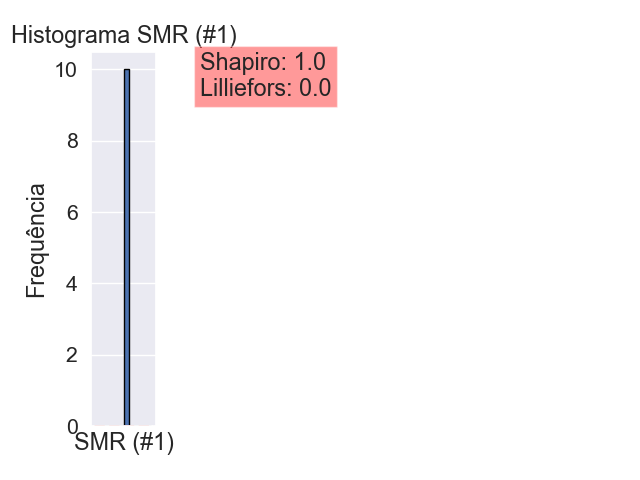 Histograma SMR (#1)
Shapiro: 1.0
Lilliefors: 0.0
10
8
6
4
2
0
Frequência
SMR (#1)